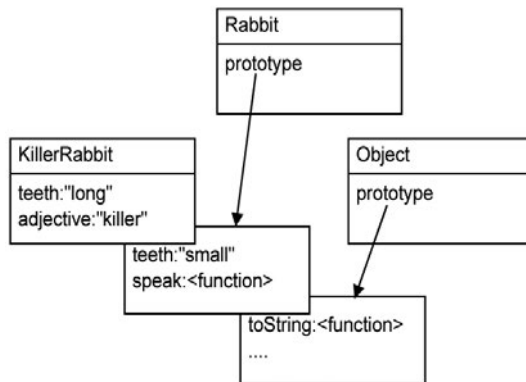 Rabbit
prototype
KillerRabbit
teeth:"long"
adjective:"killer"
Object
prototype
teeth:"small"
speak:<function>
toString:<function>
....